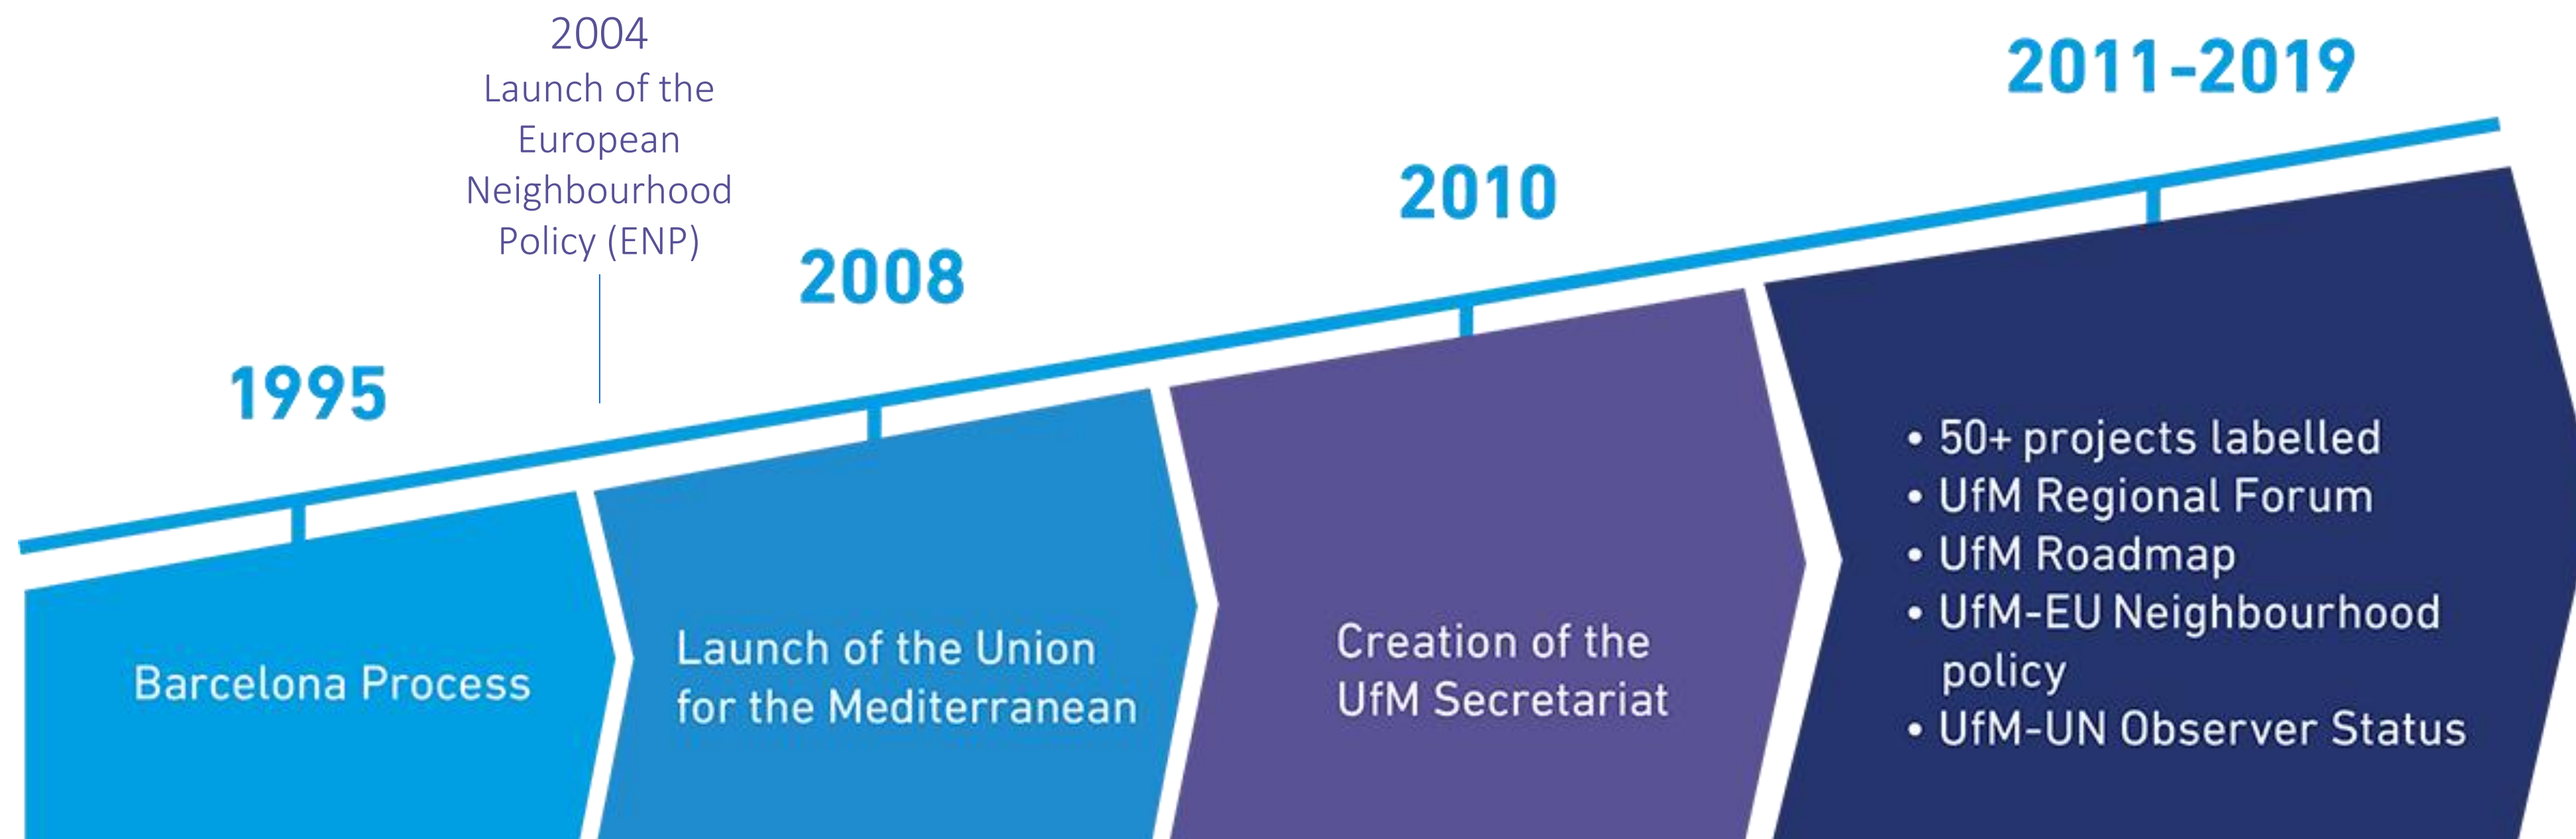 2004
Launch of the
European
Neighbourhood
Policy (ENP)
1995
2008
2010
2011-2019
Barcelona Process
Launch of the Union
for the Mediterranean
Creation of the
UfM Secretariat
• 50+ projects labelled
• UfM Regional Forum
• UfM Roadmap
• UfM-EU Neighbourhood
policy
• UfM-UN Observer Status